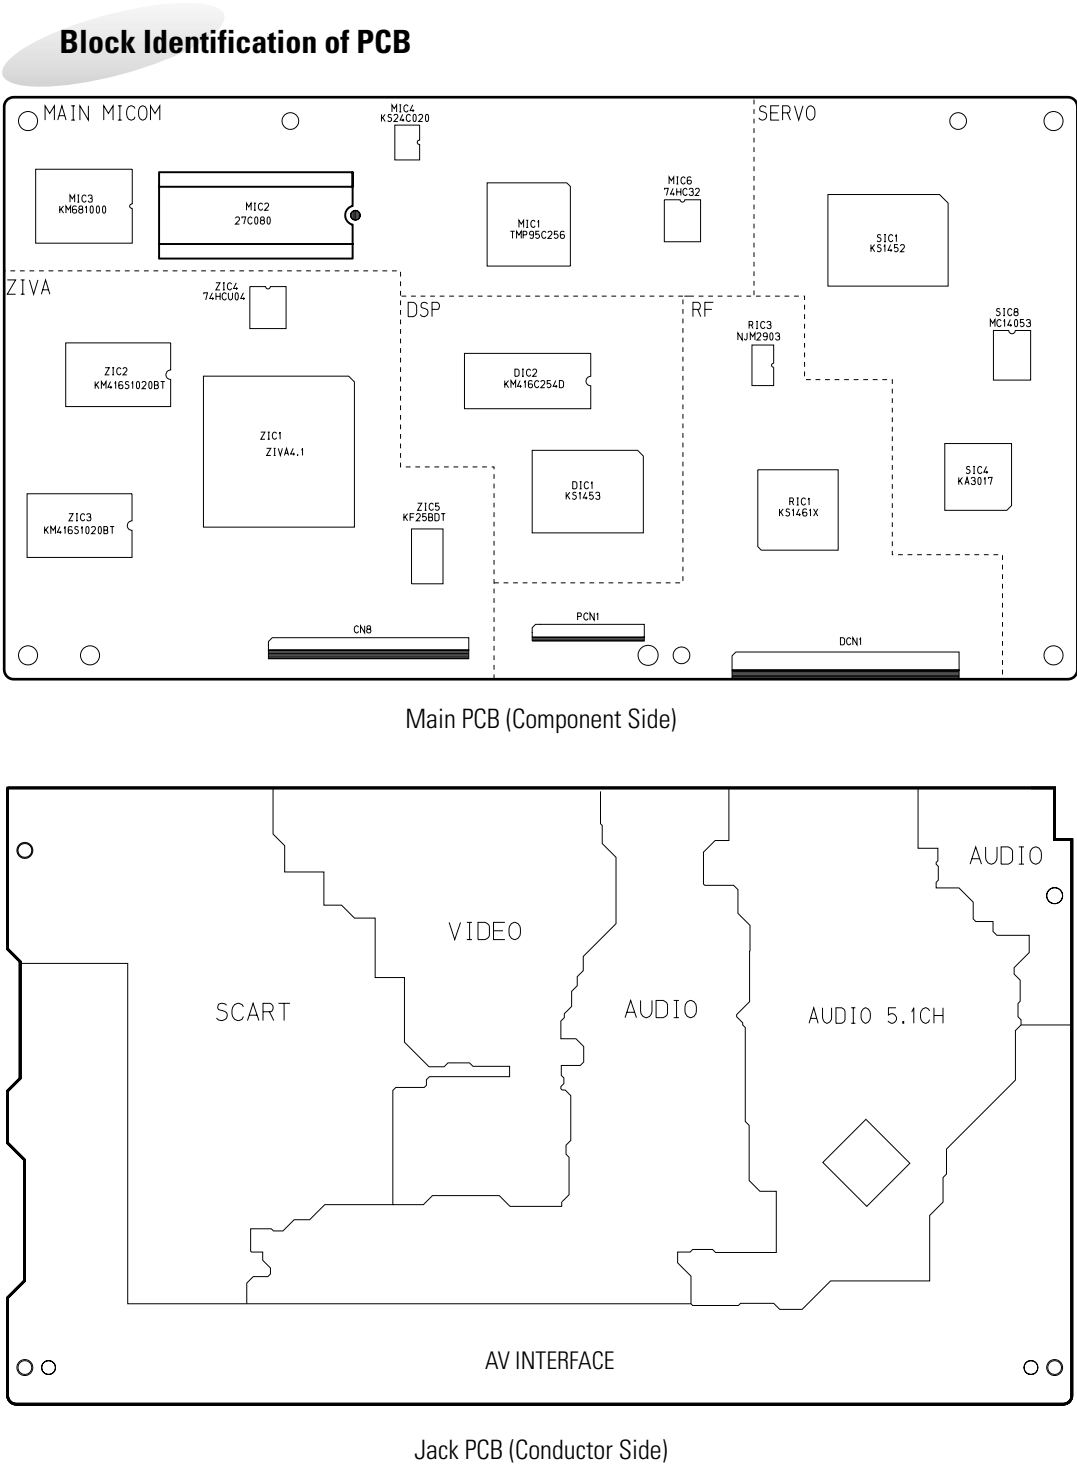 Block Identification of PCB
MAIN MICOM
MIC4
KS24C020
SERVO
MIC3
KM681000
MIC2
27C080
MIC1
TMP95C256
MIC6
74HC32
SIC1
KS1452
ZIVA
ZIC4
74HCU04
DSP
RF
RIC3
NJM2903
SIC8
MC14053
ZIC2
KM416S1020BT
DIC2
KM416C254D
ZIC1
ZIVA4.1
DIC1
KS1453
SIC4
KA3017
ZIC3
KM416S1020BT
ZIC5
KF25BDT
RIC1
KS1461X
CN8
PCN1
DCN1
Main PCB (Component Side)
AUDIO
VIDEO
SCART
AUDIO
AUDIO 5.1CH
AV INTERFACE
Jack PCB (Conductor Side)